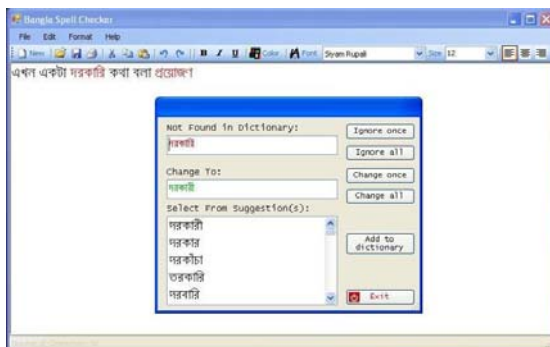 Bangla Spell Checker
File Edit Format Help
New B I U Color Font Siyam Rupali Size 12
এখন একটা দরকারি কথা বলা প্রয়োজণ
Not Found in Dictionary:
দরকারি
Ignore once
Ignore all
Change To:
দরকারী
Change once
Change all
Select From Suggestion(s):
দরকারী
দরকার
দরকাঁচা
তরকারি
দরবারি
Add to
dictionary
Exit